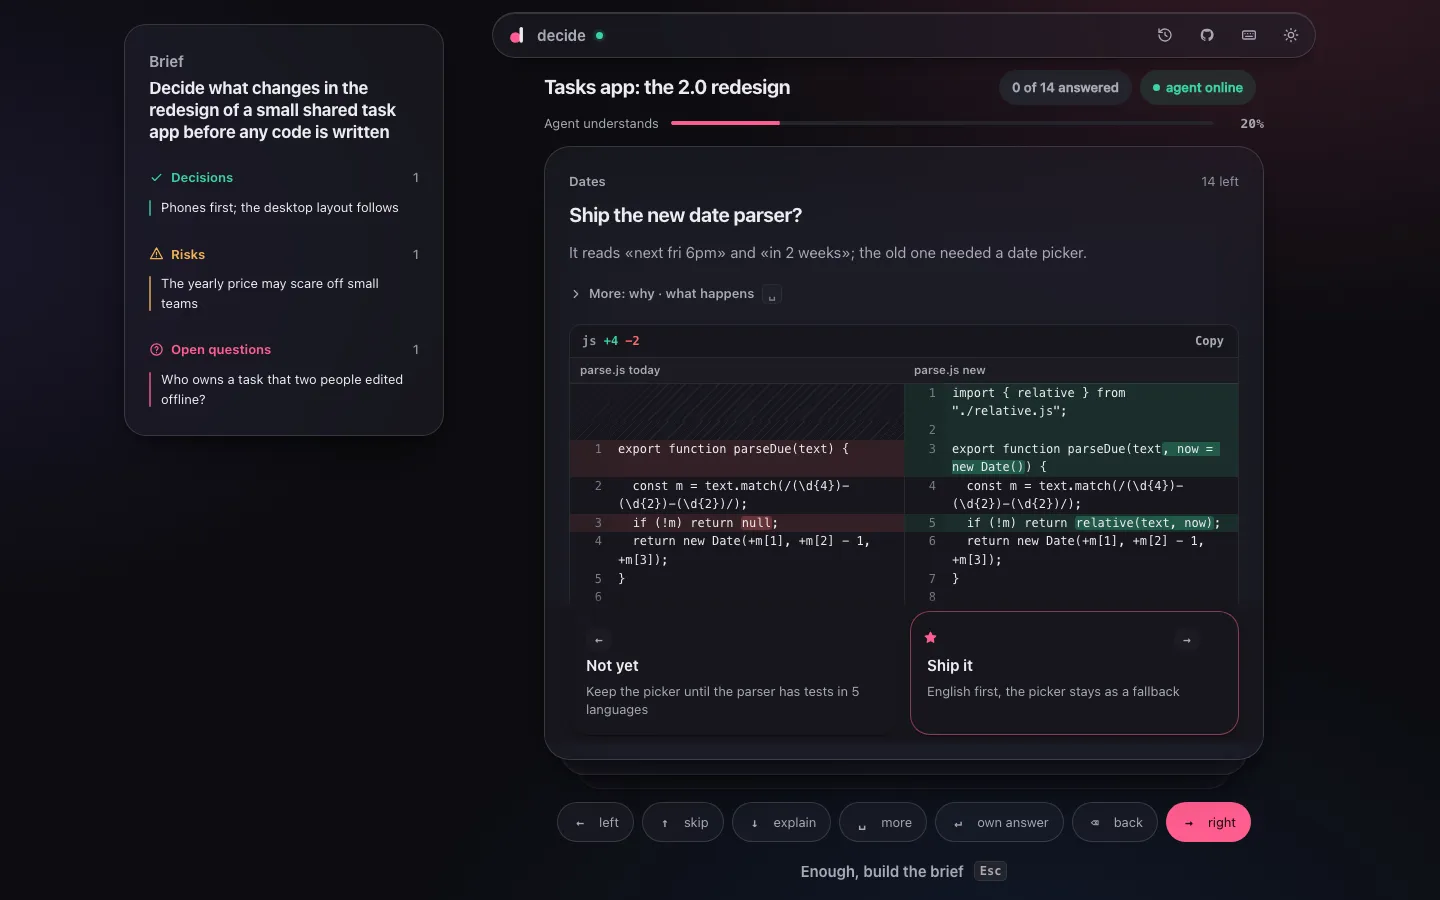 Brief
Decide what changes in the
redesign of a small shared task
app before any code is written
Decisions 1
Phones first; the desktop layout follows
Risks 1
The yearly price may scare off small
teams
Open questions 1
Who owns a task that two people edited
offline?
decide
Tasks app: the 2.0 redesign
0 of 14 answered
agent online
Agent understands
20%
Dates
14 left
Ship the new date parser?
It reads «next fri 6pm» and «in 2 weeks»; the old one needed a date picker.
More: why · what happens ␣
js +4 −2
Copy
parse.js today
1 export function parseDue(text) {
2 const m = text.match(/(\d{4})-
(\d{2})-(\d{2})/);
3 if (!m) return null;
4 return new Date(+m[1], +m[2] - 1,
+m[3]);
5 }
6
parse.js new
1 import { relative } from
"./relative.js";
2
3 export function parseDue(text, now =
new Date()) {
4 const m = text.match(/(\d{4})-
(\d{2})-(\d{2})/);
5 if (!m) return relative(text, now);
6 return new Date(+m[1], +m[2] - 1,
+m[3]);
7 }
8
←
Not yet
Keep the picker until the parser has tests in 5
languages
→
Ship it
English first, the picker stays as a fallback
← left
↑ skip
↓ explain
␣ more
↵ own answer
⌫ back
→ right
Enough, build the brief Esc